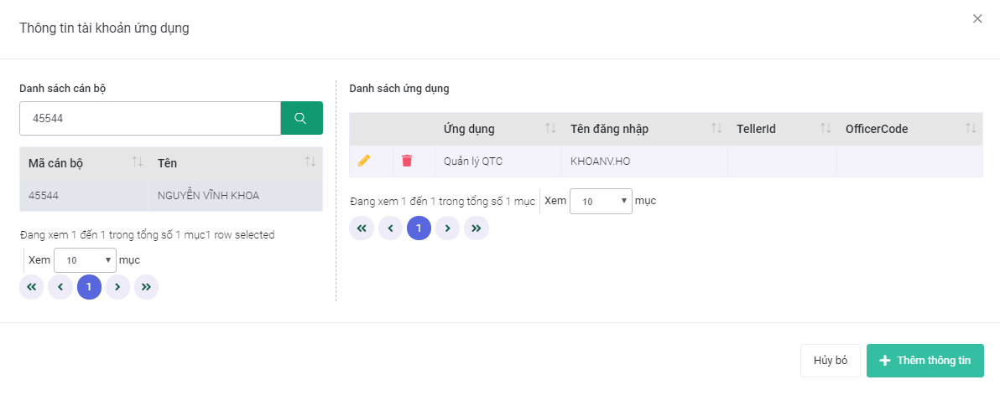 Thông tin tài khoản ứng dụng
Danh sách cán bộ
45544
Mã cán bộ Tên
45544 NGUYỄN VĨNH KHOA
Đang xem 1 đến 1 trong tổng số 1 mục1 row selected
Xem 10 mục
1
Danh sách ứng dụng
Ứng dụng Tên đăng nhập TellerId OfficerCode
Quản lý QTC KHOANV.HO
Đang xem 1 đến 1 trong tổng số 1 mục Xem 10 mục
1
Hủy bỏ Thêm thông tin